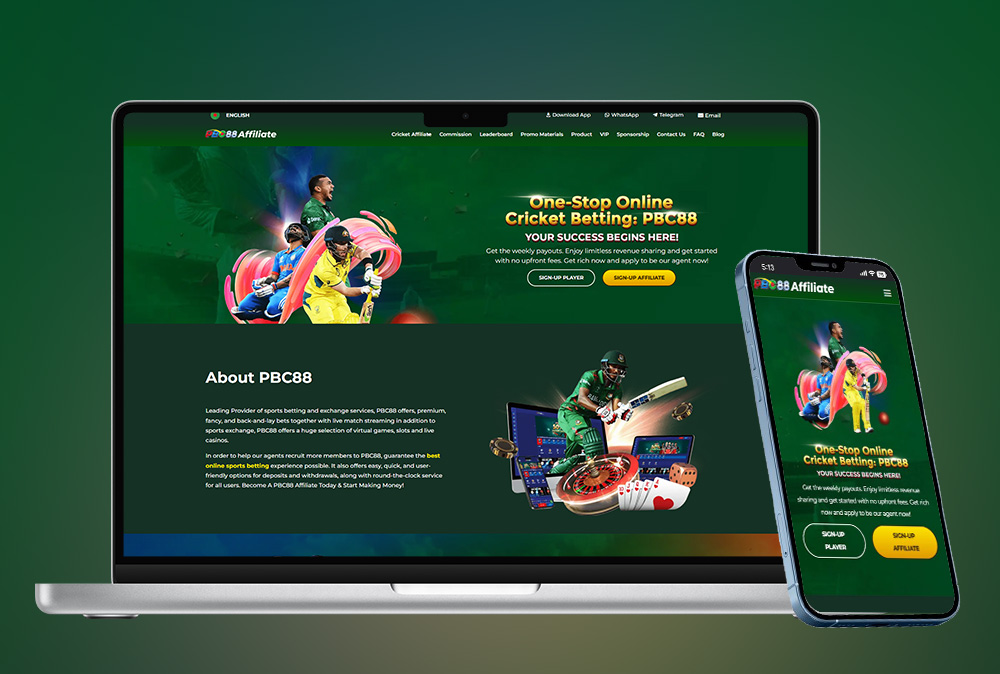 ENGLISH
Download App WhatsApp Telegram Email
PBC88 Affiliate
Cricket Affiliate Commission Leaderboard Promo Materials Product VIP Sponsorship Contact Us FAQ Blog
One-Stop Online
Cricket Betting: PBC88
YOUR SUCCESS BEGINS HERE!
Get the weekly payouts. Enjoy limitless revenue sharing and get started
with no upfront fees. Get rich now and apply to be our agent now!
SIGN-UP PLAYER
SIGN-UP AFFILIATE
About PBC88
Leading Provider of sports betting and exchange services, PBC88 offers, premium,
fancy, and back-and-lay bets together with live match streaming in addition to
sports exchange, PBC88 offers a huge selection of virtual games, slots and live
casinos.
In order to help our agents recruit more members to PBC88, guarantee the best
online sports betting experience possible. It also offers easy, quick, and user-
friendly options for deposits and withdrawals, along with round-the-clock service
for all users. Become A PBC88 Affiliate Today & Start Making Money!
5:13
PBC88 Affiliate
One-Stop Online
Cricket Betting: PBC88
YOUR SUCCESS BEGINS HERE!
Get the weekly payouts. Enjoy limitless revenue
sharing and get started with no upfront fees. Get rich
now and apply to be our agent now!
SIGN-UP
PLAYER
SIGN-UP
AFFILIATE